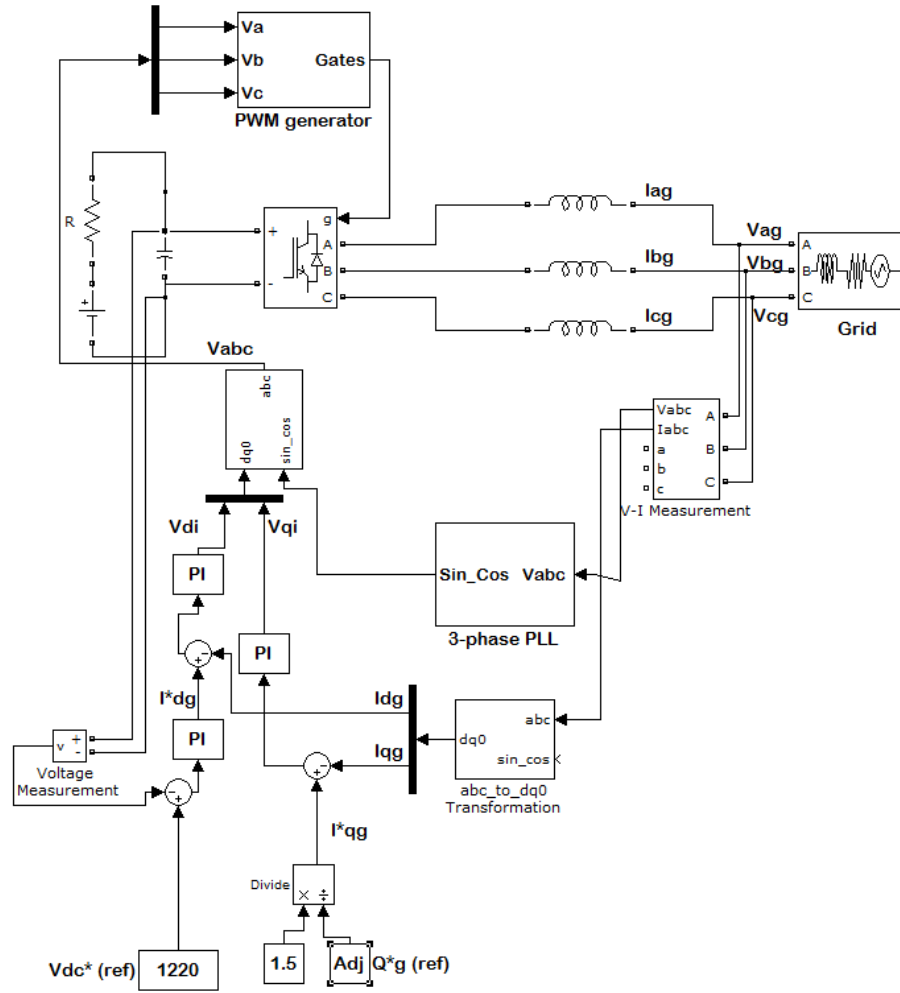 Va
Vb
Vc
Gates
PWM generator
R
+
+
-
g
A
B
C
Iag
Ibg
Icg
Vag
Vbg
Vcg
A
B
C
Grid
Vabc
abc
dq0
sin_cos
Vabc
Iabc
a
b
c
A
B
C
V-I Measurement
Vdi
Vqi
PI
Sin_Cos Vabc
3-phase PLL
+
-
PI
I*dg
Idg
abc
dq0
sin_cos
abc_to_dq0
Transformation
v
+
-
Voltage
Measurement
PI
-
+
Iqg
+
-
I*qg
Divide
× ÷
Vdc* (ref)
1220
1.5
Adj
Q*g (ref)